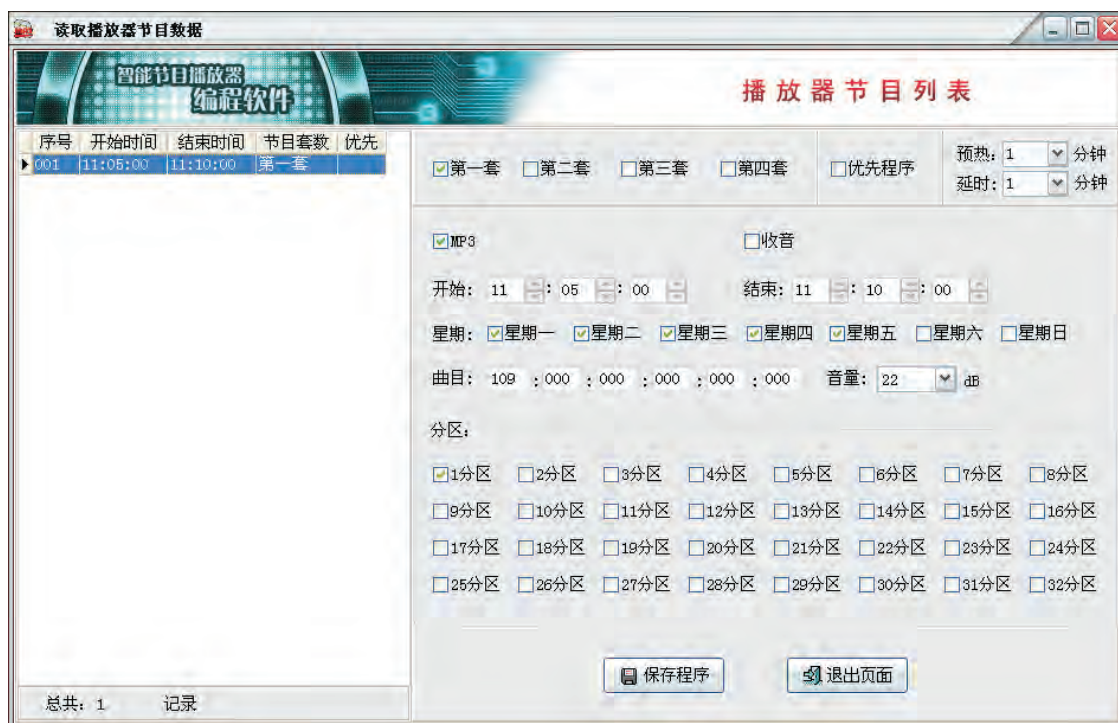 读取播放器节目数据
智能节目播放器
编程软件
播放器节目列表
序号 开始时间 结束时间 节目套数 优先
001 11:05:00 11:10:00 第一套
第一套 第二套 第三套 第四套 优先程序
预热: 1 分钟
延时: 1 分钟
MP3 收音
开始: 11 : 05 : 00 结束: 11 : 10 : 00
星期: 星期一 星期二 星期三 星期四 星期五 星期六 星期日
曲目: 109 :000 :000 :000 :000 :000 音量: 22 dB
分区:
1分区 2分区 3分区 4分区 5分区 6分区 7分区 8分区
9分区 10分区 11分区 12分区 13分区 14分区 15分区 16分区
17分区 18分区 19分区 20分区 21分区 22分区 23分区 24分区
25分区 26分区 27分区 28分区 29分区 30分区 31分区 32分区
保存程序 退出页面
总共: 1 记录